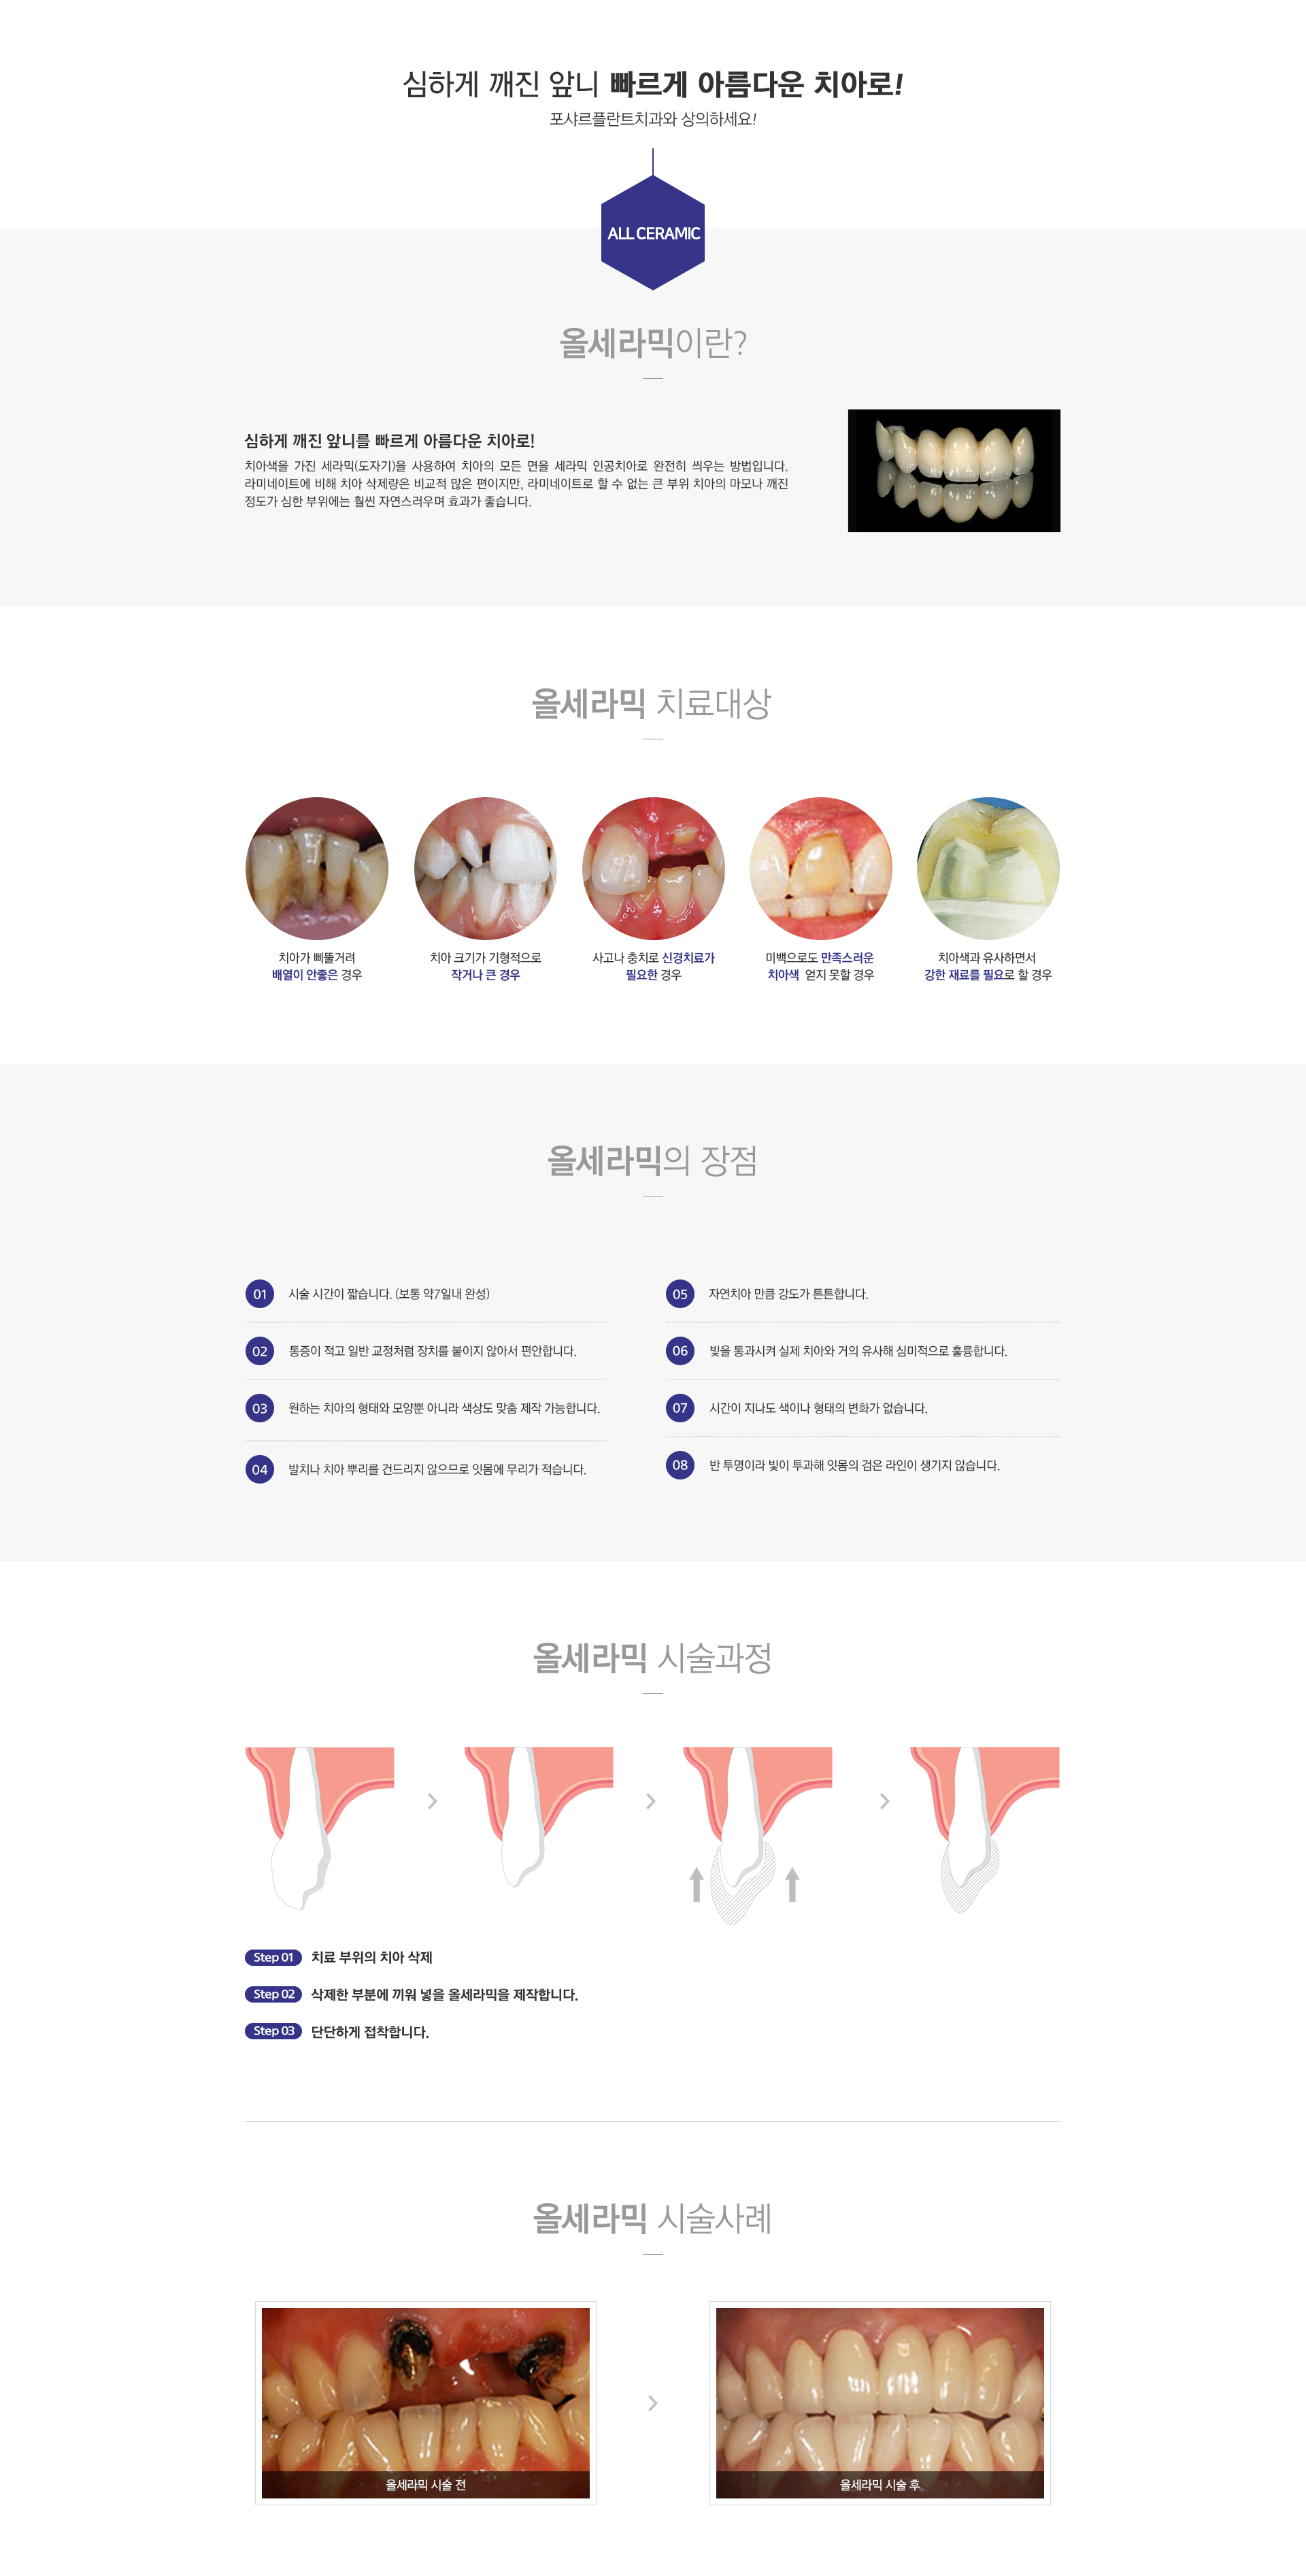 심하게 깨진 앞니 빠르게 아름다운 치아로!
포샤르플란트치과와 상의하세요!
ALL CERAMIC
올세라믹이란?
심하게 깨진 앞니를 빠르게 아름다운 치아로!
치아색을 가진 세라믹(도자기)을 사용하여 치아의 모든 면을 세라믹 인공치아로 완전히 씌우는 방법입니다.
라미네이트에 비해 치아 삭제량은 비교적 많은 편이지만, 라미네이트로 할 수 없는 큰 부위 치아의 마모나 깨진
정도가 심한 부위에는 훨씬 자연스러우며 효과가 좋습니다.
올세라믹 치료대상
치아가 삐뚤거려
배열이 안좋은 경우
치아 크기가 기형적으로
작거나 큰 경우
사고나 충치로 신경치료가
필요한 경우
미백으로도 만족스러운
치아색 얻지 못할 경우
치아색과 유사하면서
강한 재료를 필요로 할 경우
올세라믹의 장점
01 시술 시간이 짧습니다. (보통 약7일내 완성)
02 통증이 적고 일반 교정처럼 장치를 붙이지 않아서 편안합니다.
03 원하는 치아의 형태와 모양뿐 아니라 색상도 맞춤 제작 가능합니다.
04 발치나 치아 뿌리를 건드리지 않으므로 잇몸에 무리가 적습니다.
05 자연치아 만큼 강도가 튼튼합니다.
06 빛을 통과시켜 실제 치아와 거의 유사해 심미적으로 훌륭합니다.
07 시간이 지나도 색이나 형태의 변화가 없습니다.
08 반 투명이라 빛이 투과해 잇몸의 검은 라인이 생기지 않습니다.
올세라믹 시술과정
Step 01 치료 부위의 치아 삭제
Step 02 삭제한 부분에 끼워 넣을 올세라믹을 제작합니다.
Step 03 단단하게 접착합니다.
올세라믹 시술사례
올세라믹 시술 전
올세라믹 시술 후